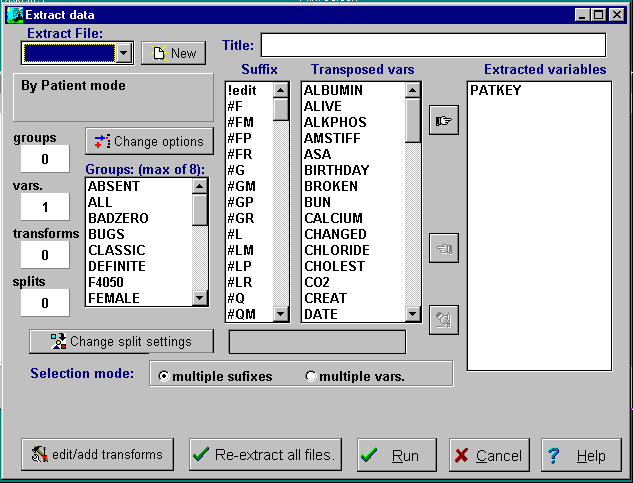 Extract data
Extract File:
New
Title:
By Patient mode
Suffix
Transposed vars
Extracted variables
!edit
#F
#FM
#FP
#FR
#G
#GM
#GP
#GR
#L
#LM
#LP
#LR
#Q
#QM
ALBUMIN
ALIVE
ALKPHOS
AMSTIFF
ASA
BIRTHDAY
BROKEN
BUN
CALCIUM
CHANGED
CHLORIDE
CHOLEST
CO2
CREAT
DATE
PATKEY
groups
0
vars.
1
transforms
0
splits
0
Change options
Groups: (max of 8):
ABSENT
ALL
BADZERO
BUGS
CLASSIC
DEFINITE
F4050
FEMALE
Change split settings
Selection mode:
multiple sufixes
multiple vars.
edit/add transforms
Re-extract all files.
Run
Cancel
Help